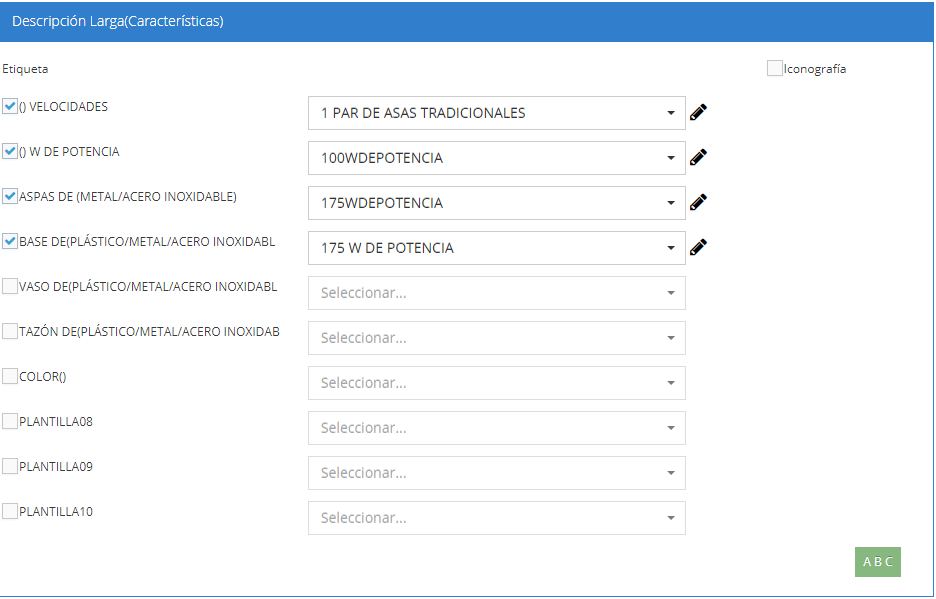 Descripción Larga(Características)
Etiqueta
Iconografía
() VELOCIDADES
1 PAR DE ASAS TRADICIONALES
() W DE POTENCIA
100WDEPOTENCIA
ASPAS DE (METAL/ACERO INOXIDABLE)
175WDEPOTENCIA
BASE DE(PLÁSTICO/METAL/ACERO INOXIDABL
175 W DE POTENCIA
VASO DE(PLÁSTICO/METAL/ACERO INOXIDABL
Seleccionar...
TAZÓN DE(PLÁSTICO/METAL/ACERO INOXIDAB
Seleccionar...
COLOR()
Seleccionar...
PLANTILLA08
Seleccionar...
PLANTILLA09
Seleccionar...
PLANTILLA10
Seleccionar...
ABC